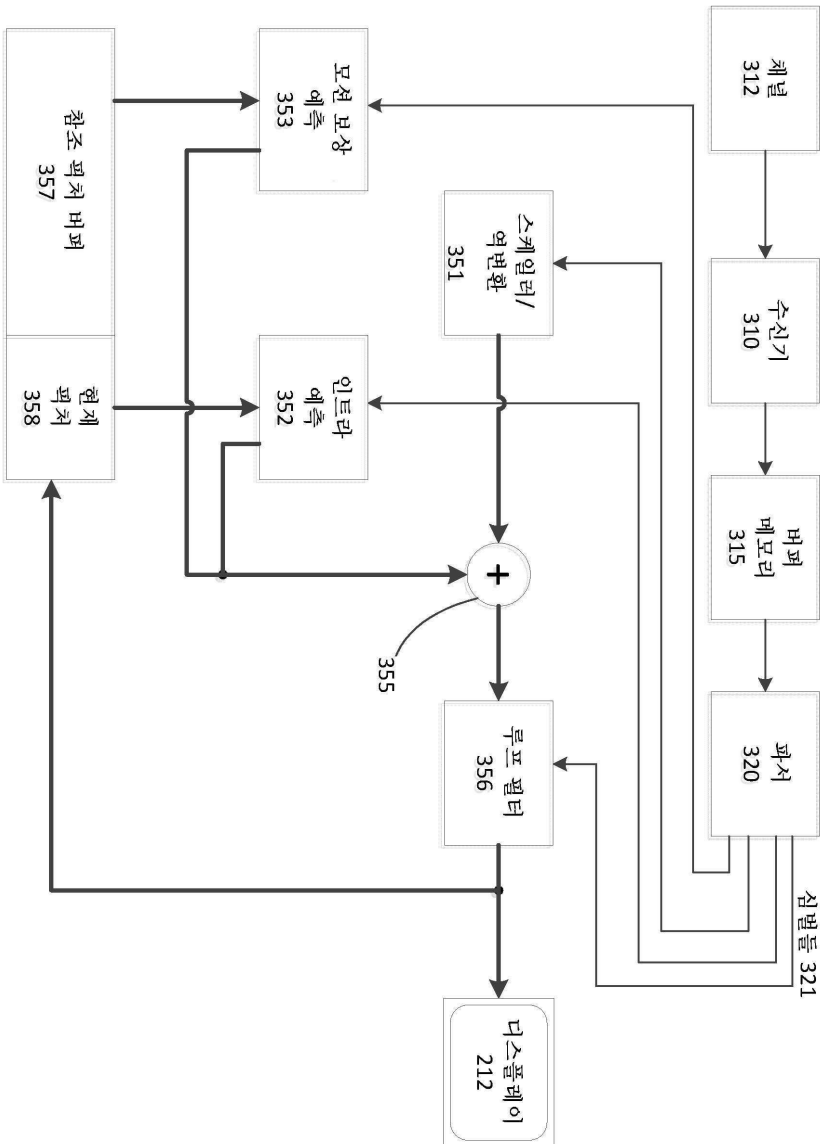 채널
312
수신기
310
버퍼
메모리
315
파서
320
심벌들 321
스케일러/
역변환
351
+
355
루프 필터
356
디스플레이
212
모션 보상
예측
353
인트라
예측
352
참조 픽처 버퍼
357
현재
픽처
358